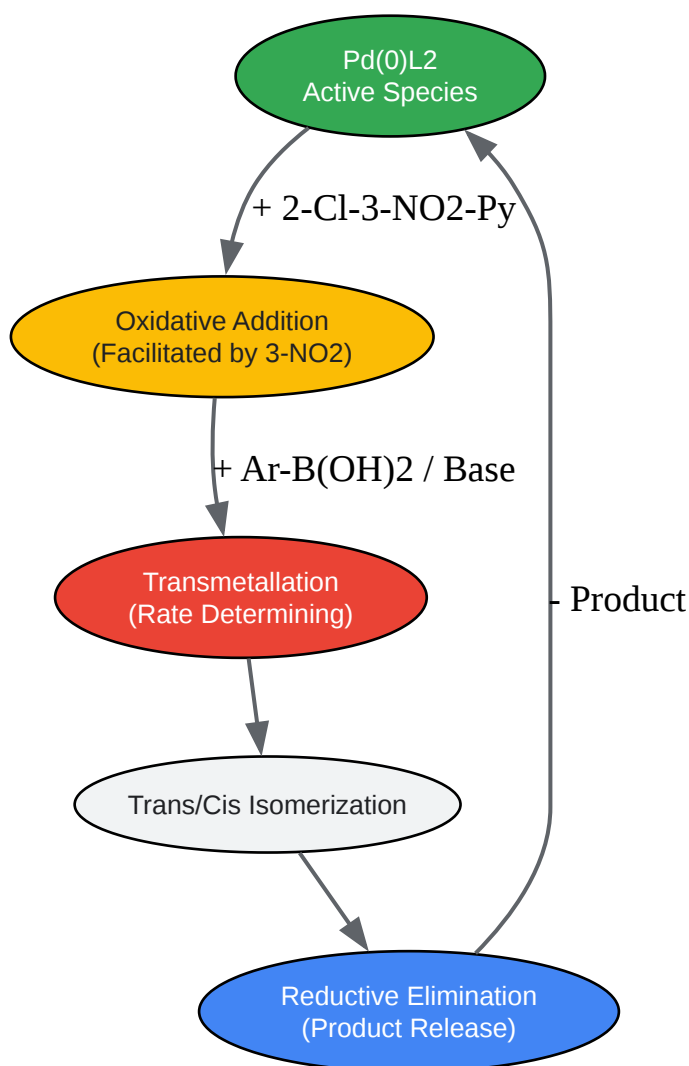 Pd(0)L2
Active Species
+ 2-Cl-3-NO2-Py
Oxidative Addition
(Facilitated by 3-NO2)
+ Ar-B(OH)2 / Base
Transmetallation
(Rate Determining)
- Product
Trans/Cis Isomerization
Reductive Elimination
(Product Release)